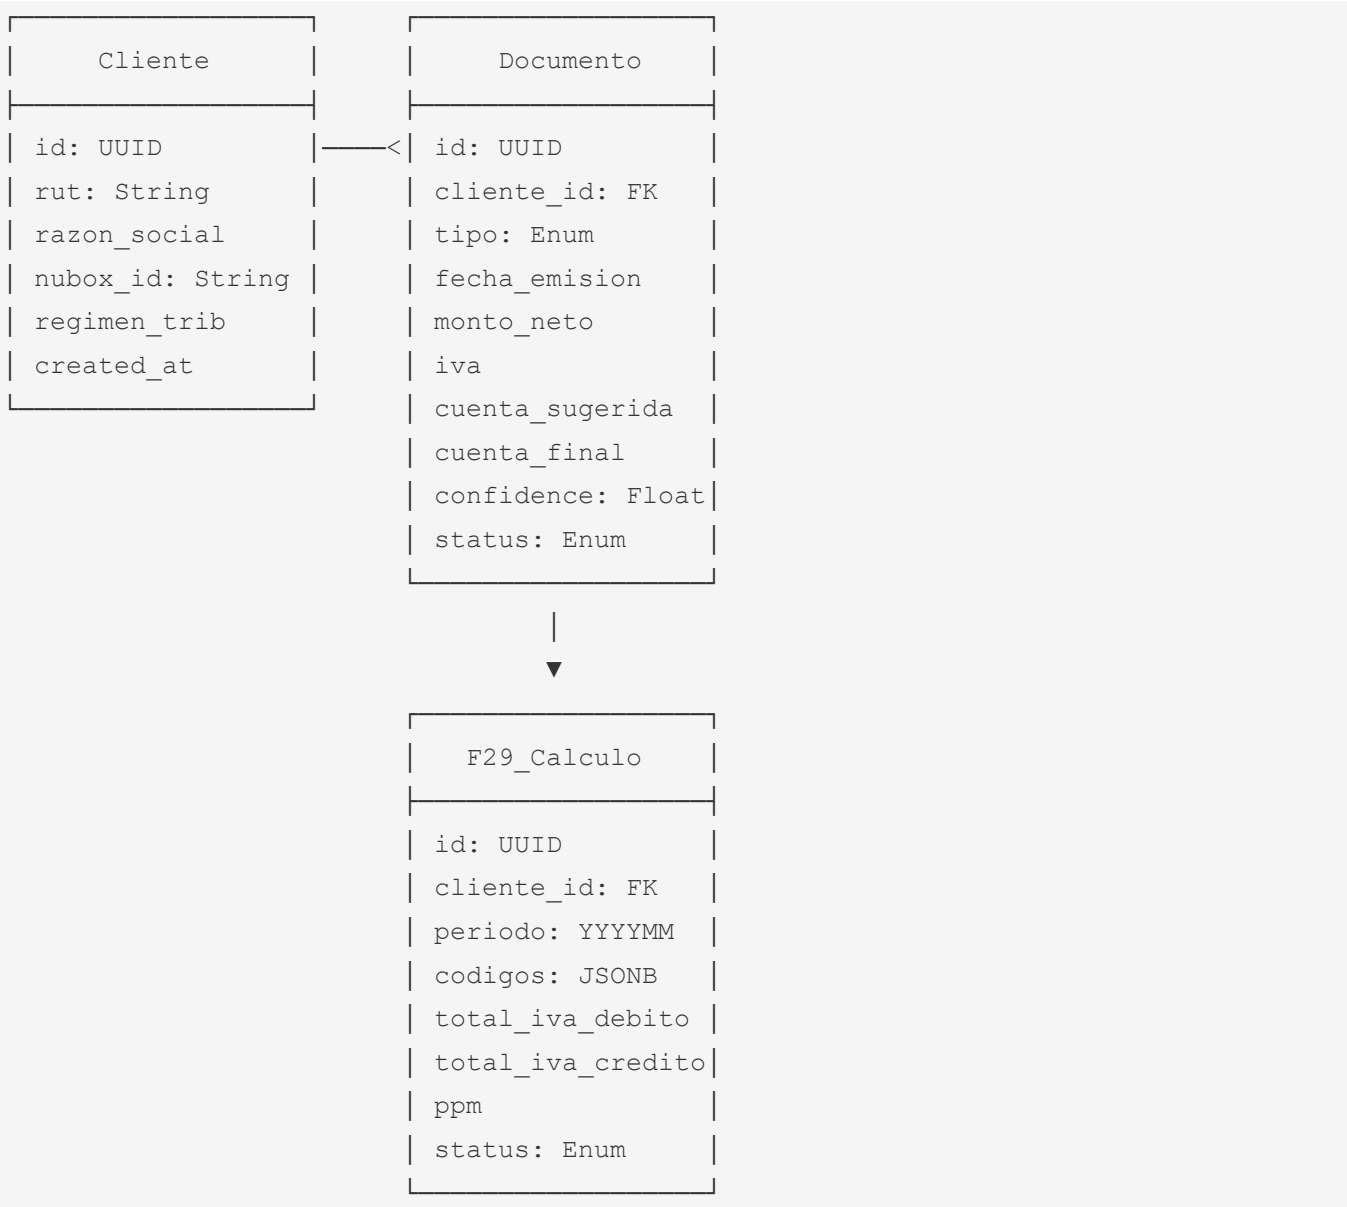 Cliente
id: UUID
rut: String
razon_social
nubox_id: String
regimen_trib
created_at
Documento
id: UUID
cliente_id: FK
tipo: Enum
fecha_emision
monto_neto
iva
cuenta_sugerida
cuenta_final
confidence: Float
status: Enum
F29_Calculo
id: UUID
cliente_id: FK
periodo: YYYYMM
codigos: JSONB
total_iva_debito
total_iva_credito
ppm
status: Enum